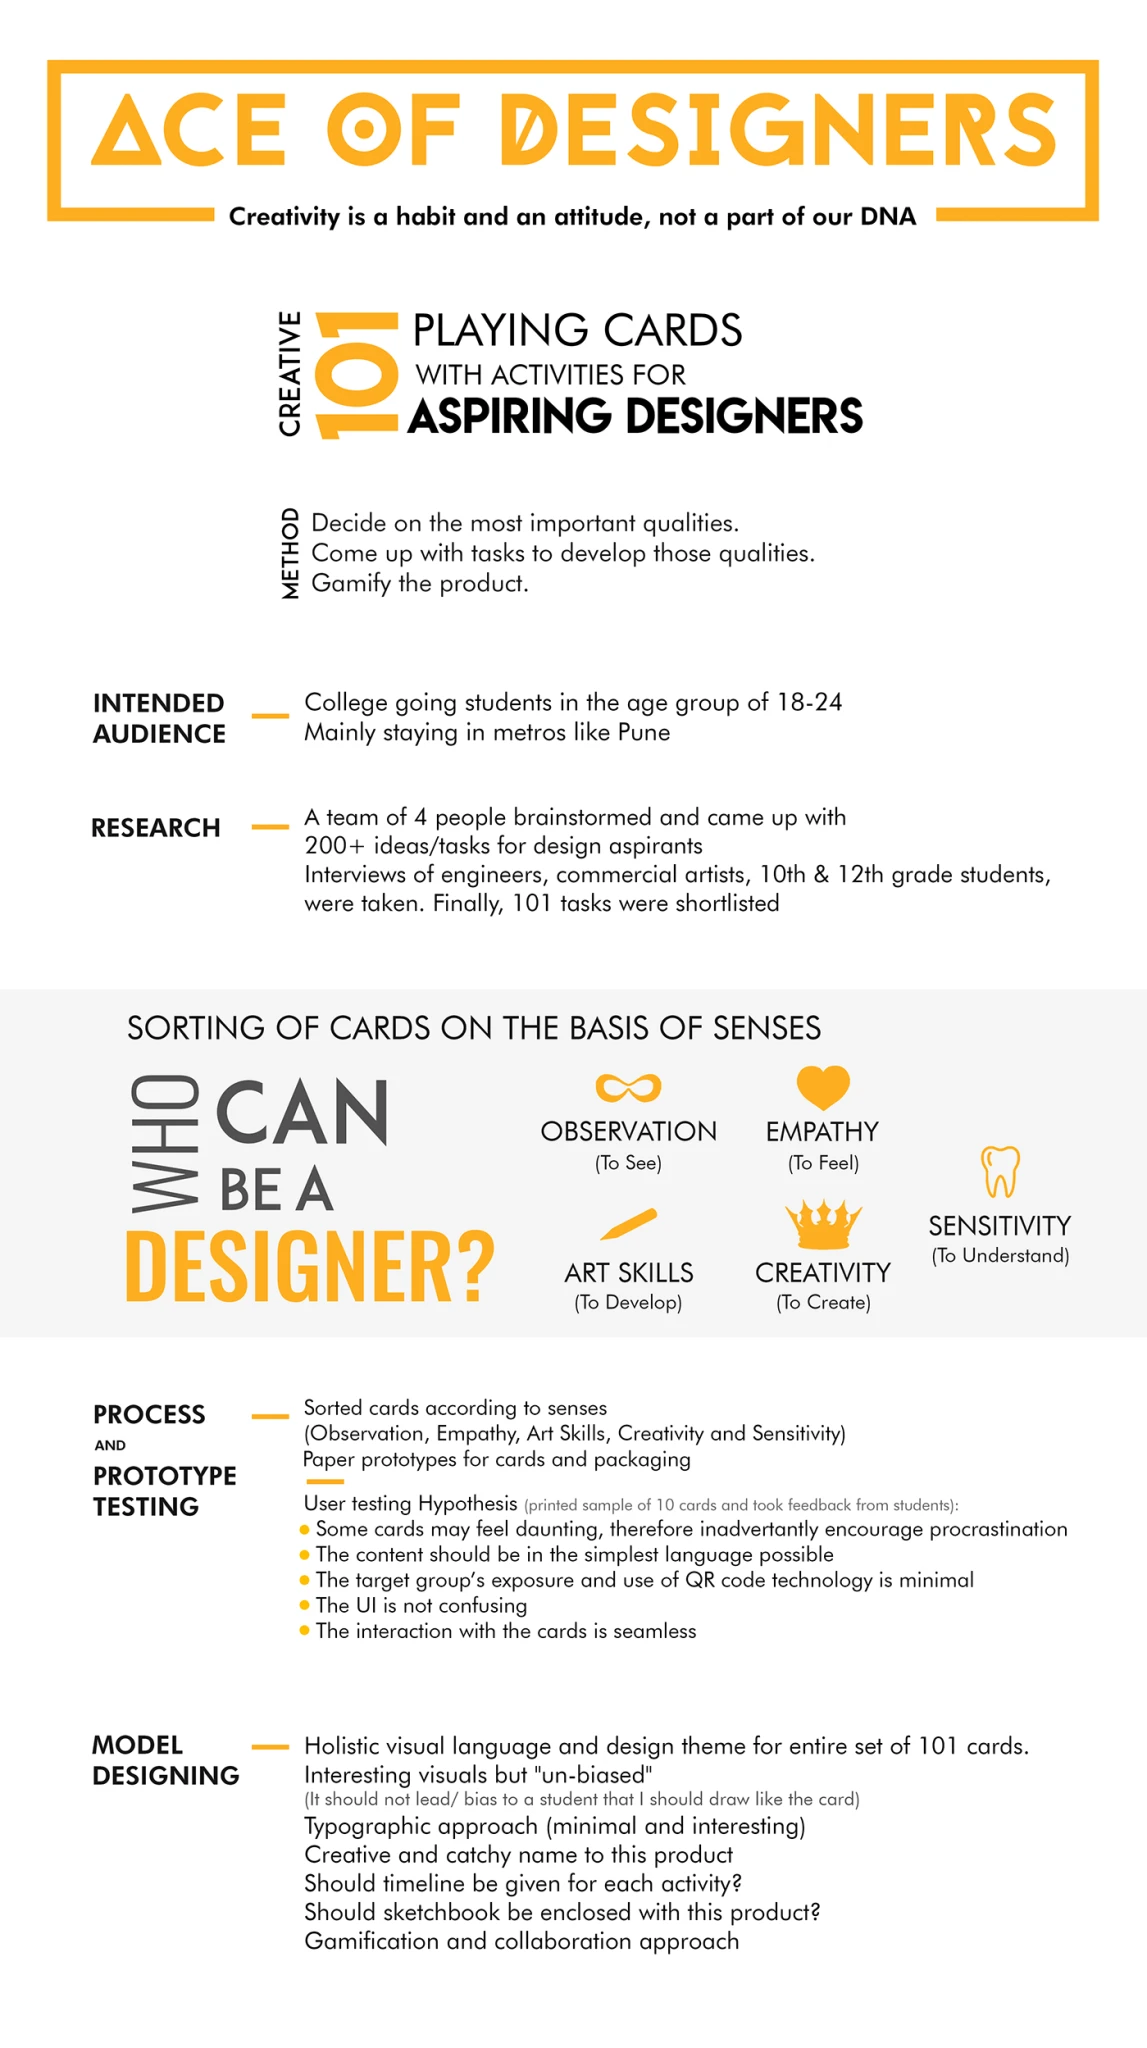 ACE OF DESIGNERS
Creativity is a habit and an attitude, not a part of our DNA
CREATIVE
101
PLAYING CARDS
WITH ACTIVITIES FOR
ASPIRING DESIGNERS
METHOD
Decide on the most important qualities.
Come up with tasks to develop those qualities.
Gamify the product.
INTENDED
AUDIENCE
College going students in the age group of 18-24
Mainly staying in metros like Pune
RESEARCH
A team of 4 people brainstormed and came up with
200+ ideas/tasks for design aspirants
Interviews of engineers, commercial artists, 10th & 12th grade students,
were taken. Finally, 101 tasks were shortlisted
SORTING OF CARDS ON THE BASIS OF SENSES
WHO
CAN
BE A
DESIGNER?
OBSERVATION
(To See)
EMPATHY
(To Feel)
ART SKILLS
(To Develop)
CREATIVITY
(To Create)
SENSITIVITY
(To Understand)
PROCESS
AND
PROTOTYPE
TESTING
Sorted cards according to senses
(Observation, Empathy, Art Skills, Creativity and Sensitivity)
Paper prototypes for cards and packaging
User testing Hypothesis (printed sample of 10 cards and took feedback from students):
Some cards may feel daunting, therefore inadvertantly encourage procrastination
The content should be in the simplest language possible
The target group's exposure and use of QR code technology is minimal
The UI is not confusing
The interaction with the cards is seamless
MODEL
DESIGNING
Holistic visual language and design theme for entire set of 101 cards.
Interesting visuals but "un-biased"
(It should not lead/ bias to a student that I should draw like the card)
Typographic approach (minimal and interesting)
Creative and catchy name to this product
Should timeline be given for each activity?
Should sketchbook be enclosed with this product?
Gamification and collaboration approach